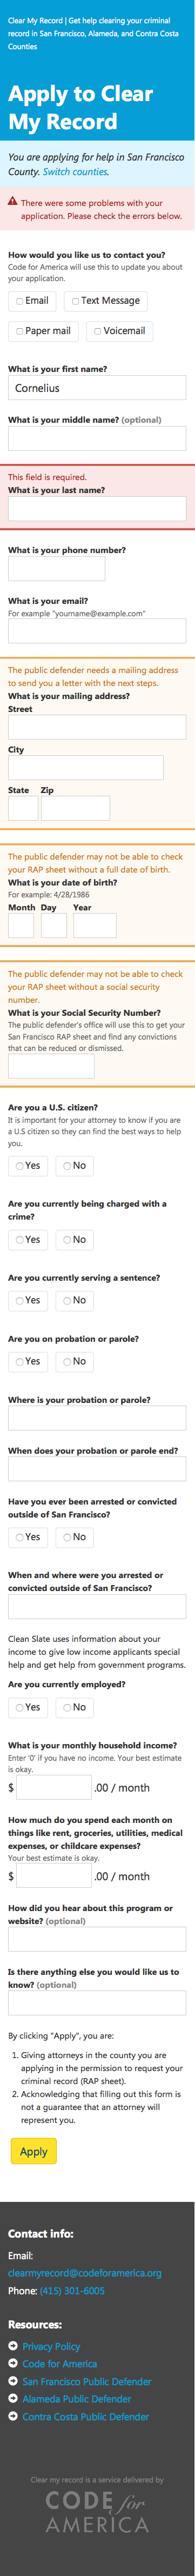 Clear My Record | Get help clearing your criminal
record in San Francisco, Alameda, and Contra Costa
Counties
Apply to Clear
My Record
You are applying for help in San Francisco
County. Switch counties.
There were some problems with your
application. Please check the errors below.
How would you like us to contact you?
Code for America will use this to update you about
your application.
Email
Text Message
Paper mail
Voicemail
What is your first name?
Cornelius
What is your middle name? (optional)
This field is required.
What is your last name?
What is your phone number?
What is your email?
For example "yourname@example.com"
The public defender needs a mailing address
to send you a letter with the next steps.
What is your mailing address?
Street
City
State Zip
The public defender may not be able to check
your RAP sheet without a full date of birth.
What is your date of birth?
For example: 4/28/1986
Month Day Year
The public defender may not be able to check
your RAP sheet without a social security
number.
What is your Social Security Number?
The public defender's office will use this to get your
San Francisco RAP sheet and find any convictions
that can be reduced or dismissed.
Are you a U.S. citizen?
It is important for your attorney to know if you are
a U.S citizen so they can find the best ways to help
you.
Yes No
Are you currently being charged with a
crime?
Yes No
Are you currently serving a sentence?
Yes No
Are you on probation or parole?
Yes No
Where is your probation or parole?
When does your probation or parole end?
Have you ever been arrested or convicted
outside of San Francisco?
Yes No
When and where were you arrested or
convicted outside of San Francisco?
Clean Slate uses information about your
income to give low income applicants special
help and get help from government programs.
Are you currently employed?
Yes No
What is your monthly household income?
Enter '0' if you have no income. Your best estimate
is okay.
$ .00 / month
How much do you spend each month on
things like rent, groceries, utilities, medical
expenses, or childcare expenses?
Your best estimate is okay.
$ .00 / month
How did you hear about this program or
website? (optional)
Is there anything else you would like us to
know? (optional)
By clicking "Apply", you are:
1. Giving attorneys in the county you are
applying in the permission to request your
criminal record (RAP sheet).
2. Acknowledging that filling out this form is
not a guarantee that an attorney will
represent you.
Apply
Contact info:
Email:
clearmyrecord@codeforamerica.org
Phone: (415) 301-6005
Resources:
Privacy Policy
Code for America
San Francisco Public Defender
Alameda Public Defender
Contra Costa Public Defender
Clear my record is a service delivered by
CODE for
AMERICA